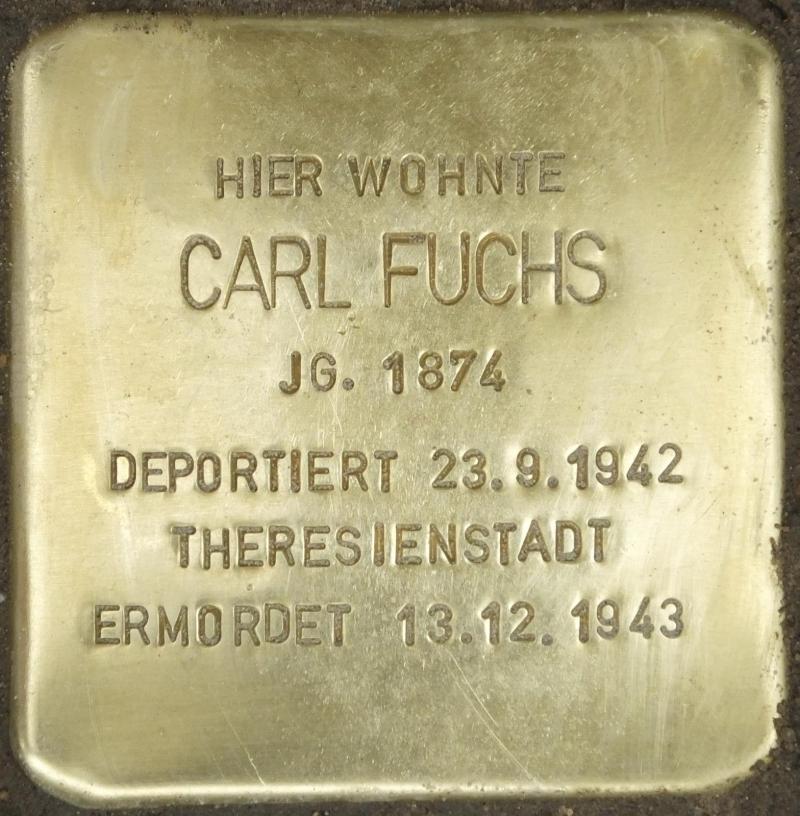 HIER WOHNTE
CARL FUCHS
JG. 1874
DEPORTIERT 23.9.1942
THERESIENSTADT
ERMORDET 13.12.1943